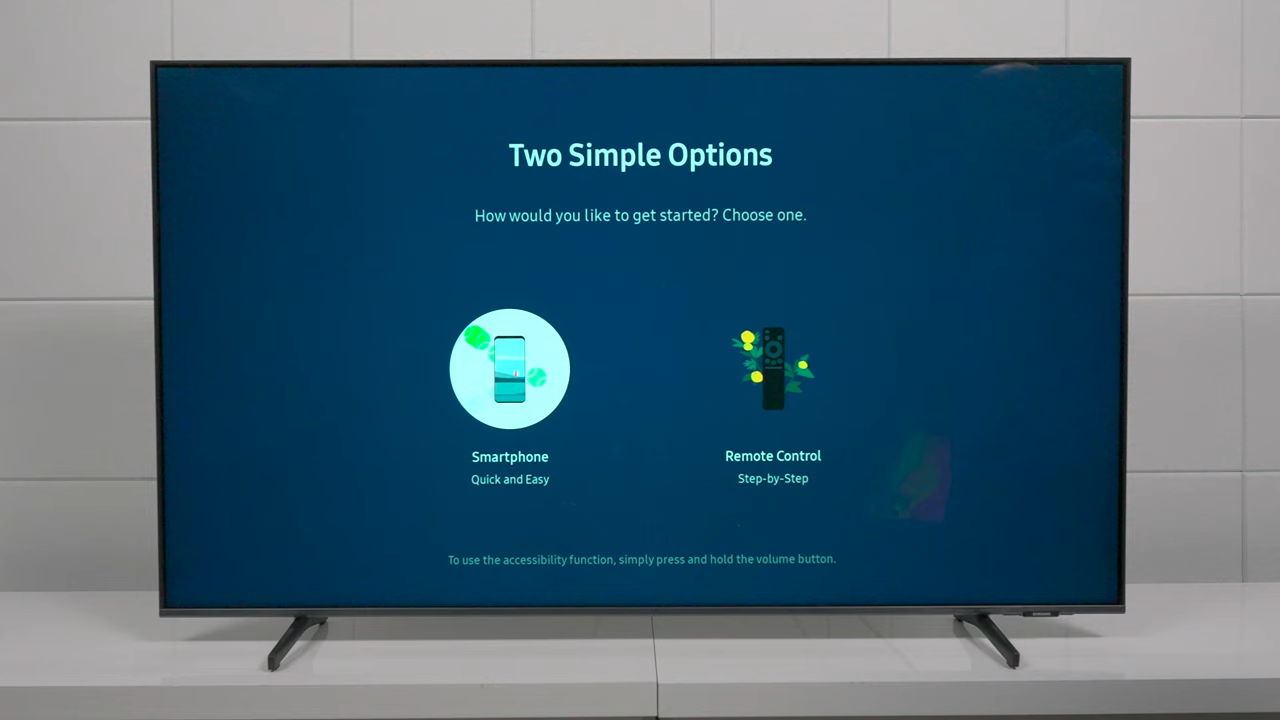 Two Simple Options
How would you like to get started? Choose one.
Smartphone
Remote Control
Quick and Easy
Step-by-Step
To use the accessibility function, simply press and hold the volume button.